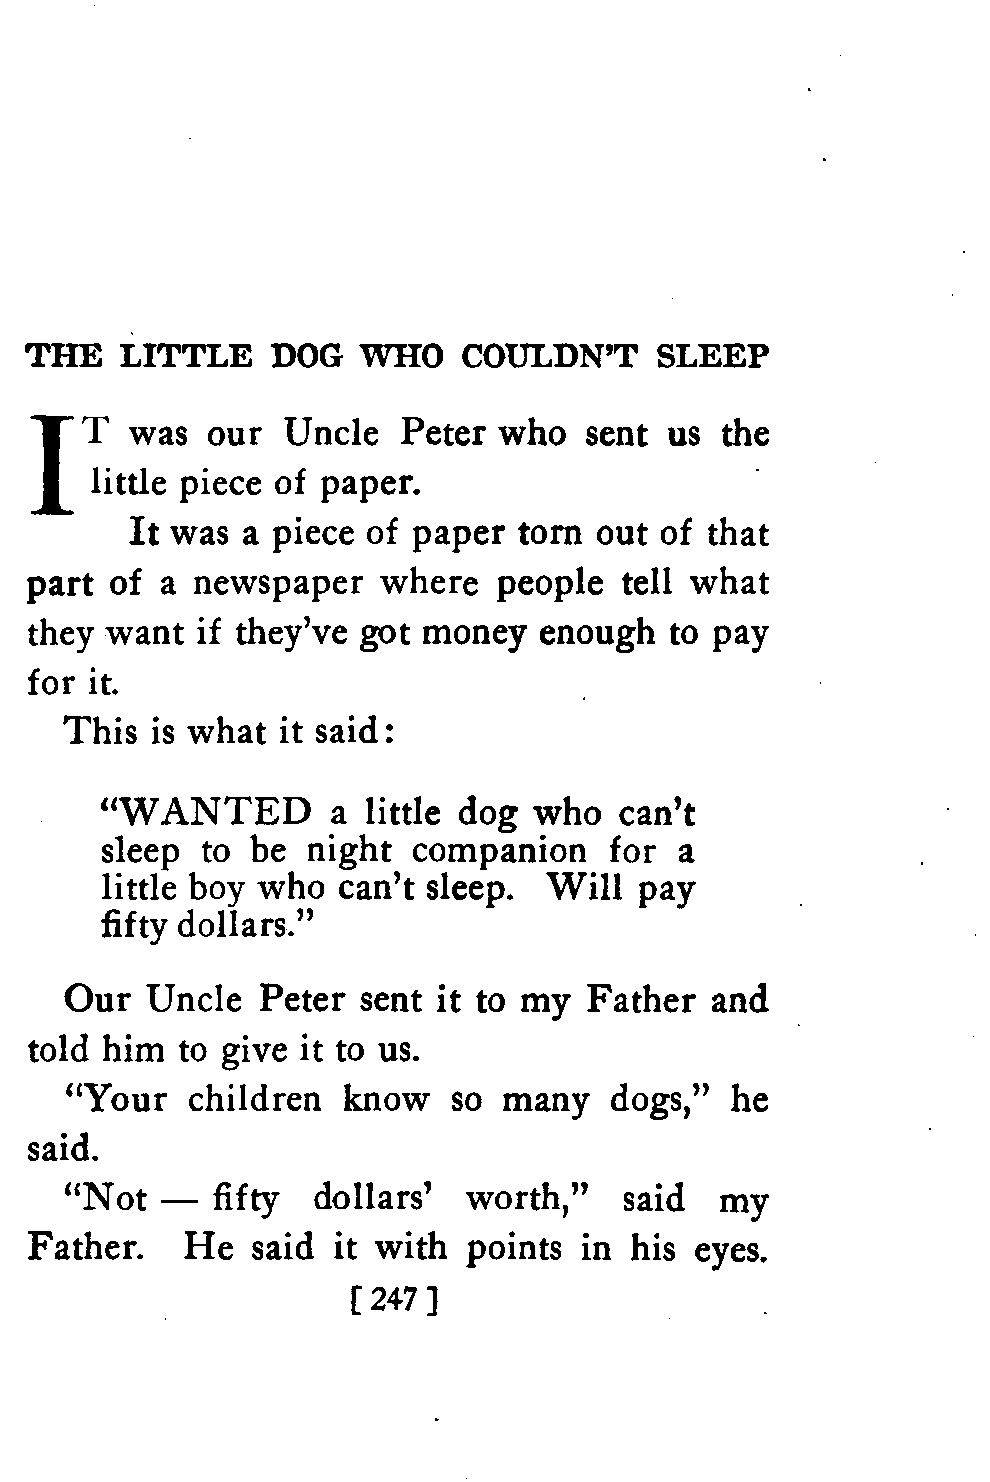 THE LITTLE DOG WHO COULDN'T SLEEP
IT was our Uncle Peter who sent us the
little piece of paper.
It was a piece of paper torn out of that
part of a newspaper where people tell what
they want if they've got money enough to pay
for it.
This is what it said:
"WANTED a little dog who can't
sleep to be night companion for a
little boy who can't sleep. Will pay
fifty dollars."
Our Uncle Peter sent it to my Father and
told him to give it to us.
"Your children know so many dogs," he
said.
"Not — fifty dollars' worth," said my
Father. He said it with points in his eyes.
[ 247 ]